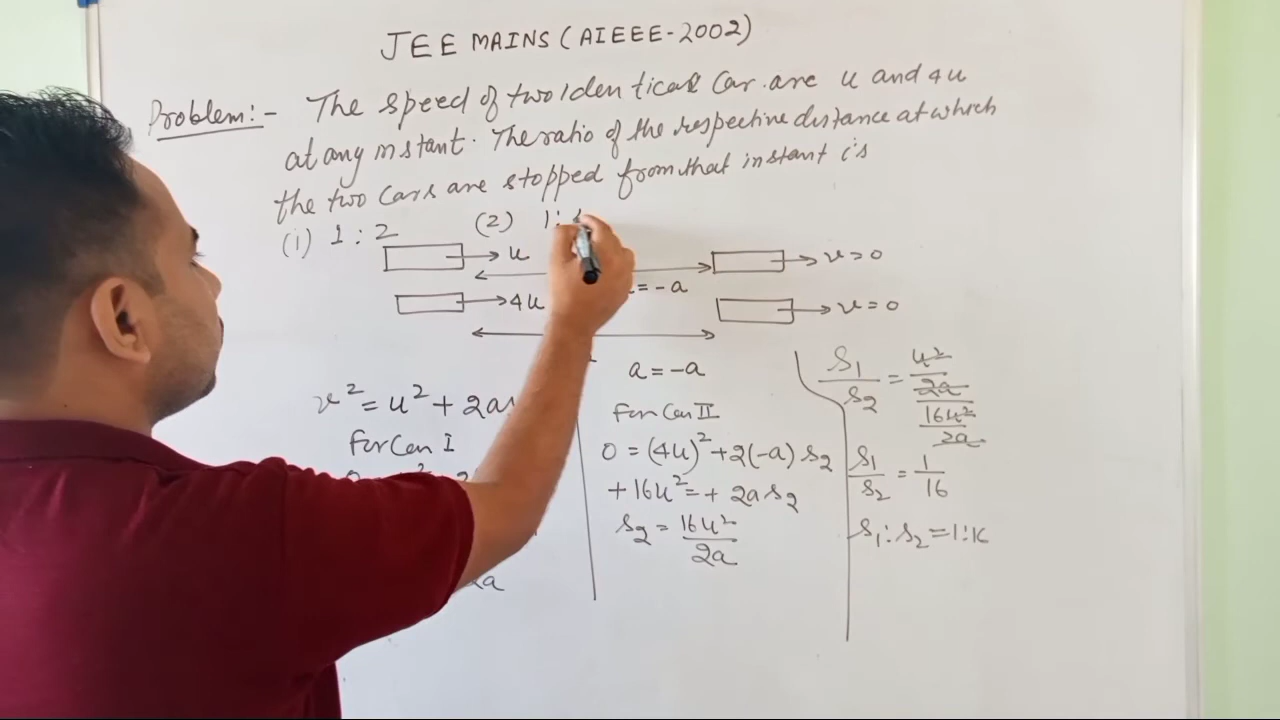 JEE MAINS (AIEEE-2002)
Problem:- The speed of two identical Car are u and 4u
at any instant. The ratio of the respective distance at which
the two Cars are stopped from that instant is
(1) 1 : 2 (2) 1 :
u v=0
= -a
4u v=0
a = -a
v² = u² + 2a
For Car I
For Car II
0 = (4u)² + 2(-a) s₂
+16u² = + 2a s₂
s₂ = 16u²/2a
2a
S₁/s₂ = u²/2a / 16u²/2a
s₁/s₂ = 1/16
s₁ : s₂ = 1 : 16